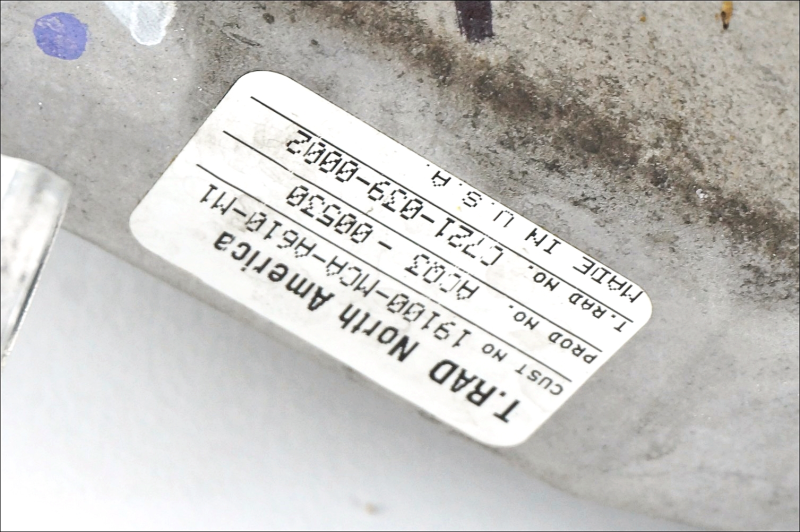 T.RAD North America
CUST NO 19100-MCA-A610-M1
PROD NO. ACQ3 - 00530
T.RAD NO. C721-039-0002
MADE IN U.S.A.